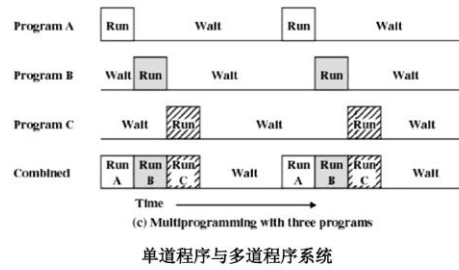 Program A Run Wait Run Wait
Program B Wait Run Wait Run Wait
Program C Wait Run Wait Run Wait
Combined Run A Run B Run C Wait Run A Run B Run C Wait
Time
(c) Multiprogramming with three programs
单道程序与多道程序系统